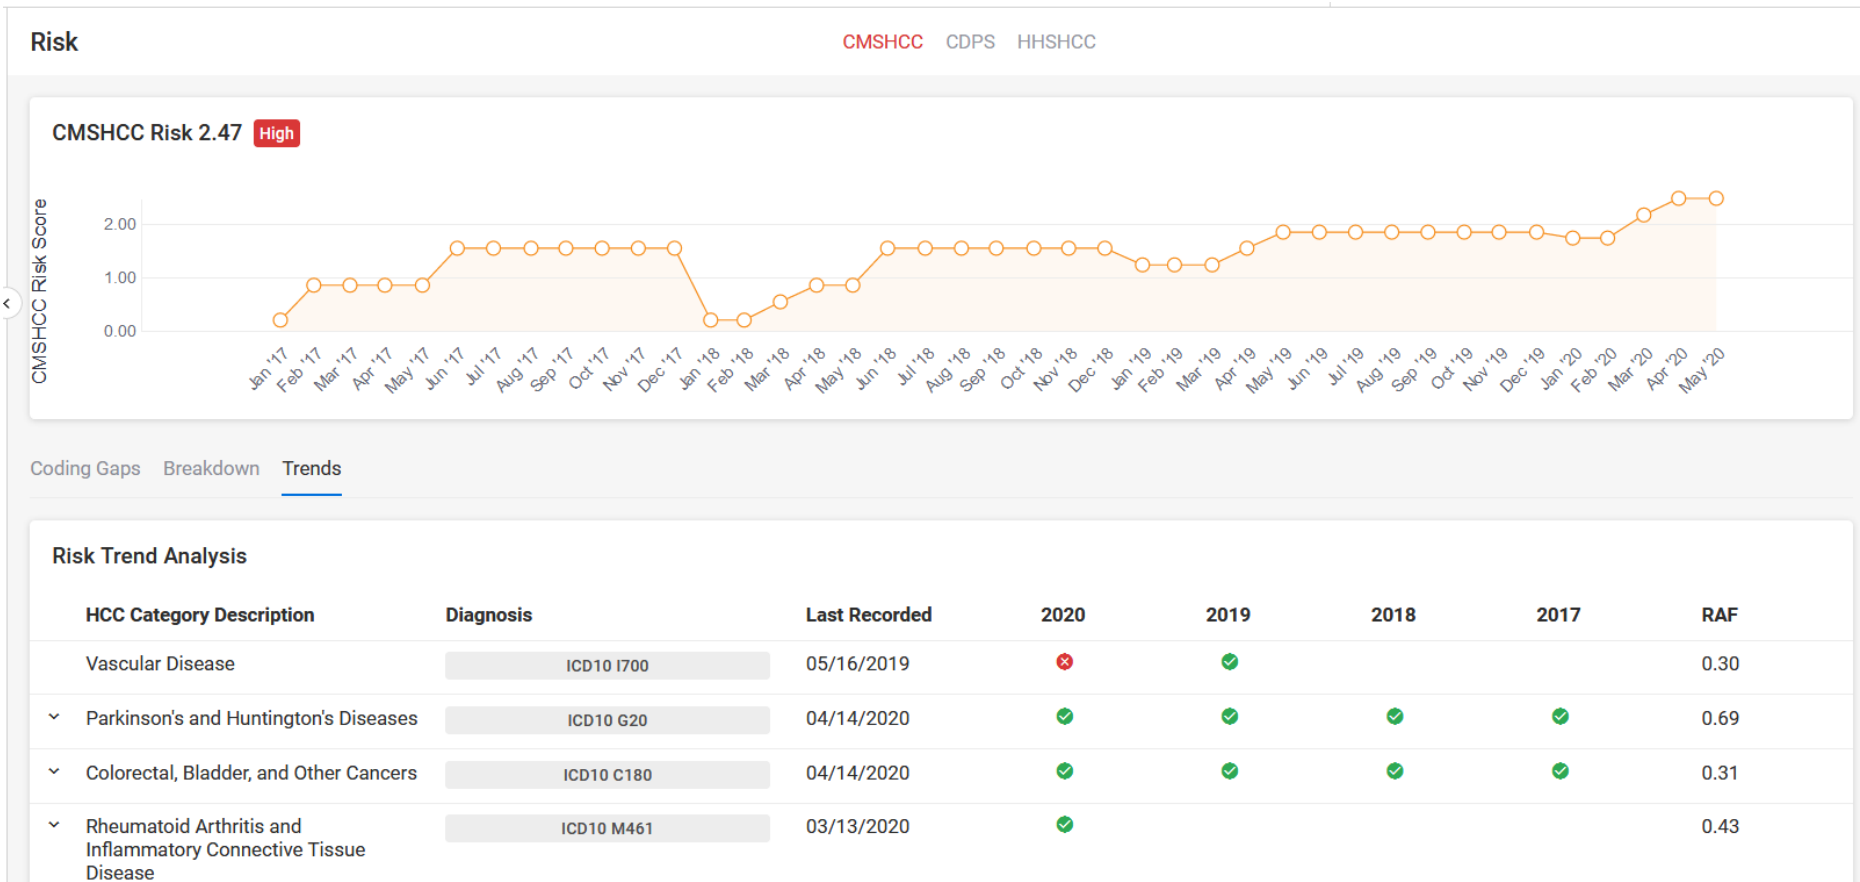 Risk
CMSHCC CDPS HHSHCC
CMSHCC Risk 2.47 High
CMSHCC Risk Score
2.00
1.00
0.00
Jan '17 Feb '17 Mar '17 Apr '17 May '17 Jun '17 Jul '17 Aug '17 Sep '17 Oct '17 Nov '17 Dec '17 Jan '18 Feb '18 Mar '18 Apr '18 May '18 Jun '18 Jul '18 Aug '18 Sep '18 Oct '18 Nov '18 Dec '18 Jan '19 Feb '19 Mar '19 Apr '19 May '19 Jun '19 Jul '19 Aug '19 Sep '19 Oct '19 Nov '19 Dec '19 Jan '20 Feb '20 Mar '20 Apr '20 May '20
Coding Gaps Breakdown Trends
Risk Trend Analysis
HCC Category Description Diagnosis Last Recorded 2020 2019 2018 2017 RAF
Vascular Disease ICD10 I700 05/16/2019 0.30
Parkinson's and Huntington's Diseases ICD10 G20 04/14/2020 0.69
Colorectal, Bladder, and Other Cancers ICD10 C180 04/14/2020 0.31
Rheumatoid Arthritis and ICD10 M461 03/13/2020 0.43
Inflammatory Connective Tissue
Disease